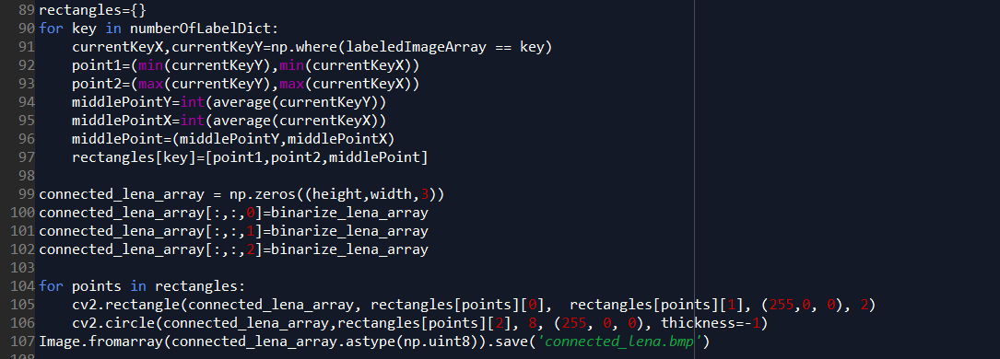 89 rectangles={}
90 for key in numberOfLabelDict:
91     currentKeyX,currentKeyY=np.where(labeledImageArray == key)
92     point1=(min(currentKeyY),min(currentKeyX))
93     point2=(max(currentKeyY),max(currentKeyX))
94     middlePointY=int(average(currentKeyY))
95     middlePointX=int(average(currentKeyX))
96     middlePoint=(middlePointY,middlePointX)
97     rectangles[key]=[point1,point2,middlePoint]
98
99 connected_lena_array = np.zeros((height,width,3))
100 connected_lena_array[:,:,0]=binarize_lena_array
101 connected_lena_array[:,:,1]=binarize_lena_array
102 connected_lena_array[:,:,2]=binarize_lena_array
103
104 for points in rectangles:
105     cv2.rectangle(connected_lena_array, rectangles[points][0],  rectangles[points][1], (255,0, 0), 2)
106     cv2.circle(connected_lena_array,rectangles[points][2], 8, (255, 0, 0), thickness=-1)
107 Image.fromarray(connected_lena_array.astype(np.uint8)).save('connected_lena.bmp')